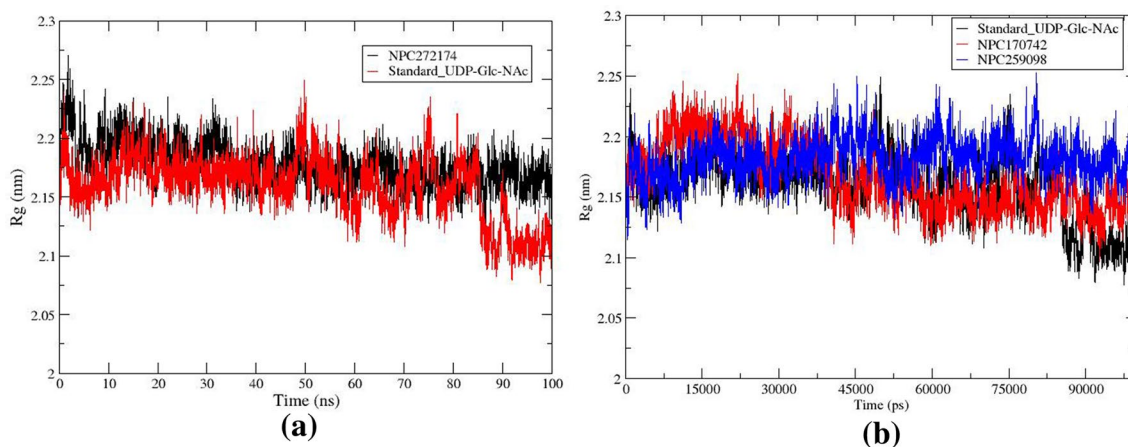 2.3
2.25
2.2
2.15
2.1
2.05
2
Rg (nm)
NPC272174
Standard_UDP-Glc-NAc
0 10 20 30 40 50 60 70 80 90 100
Time (ns)
(a)
2.3
2.25
2.2
2.15
2.1
2.05
2
Rg (nm)
Standard_UDP-Glc-NAc
NPC170742
NPC259098
0 15000 30000 45000 60000 75000 90000
Time (ps)
(b)